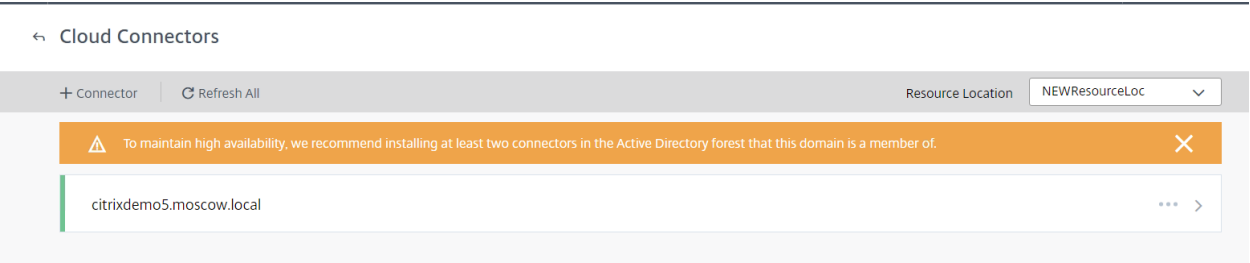 Cloud Connectors
+ Connector Refresh All Resource Location NEWResourceLoc
To maintain high availability, we recommend installing at least two connectors in the Active Directory forest that this domain is a member of.
citrixdemo5.moscow.local